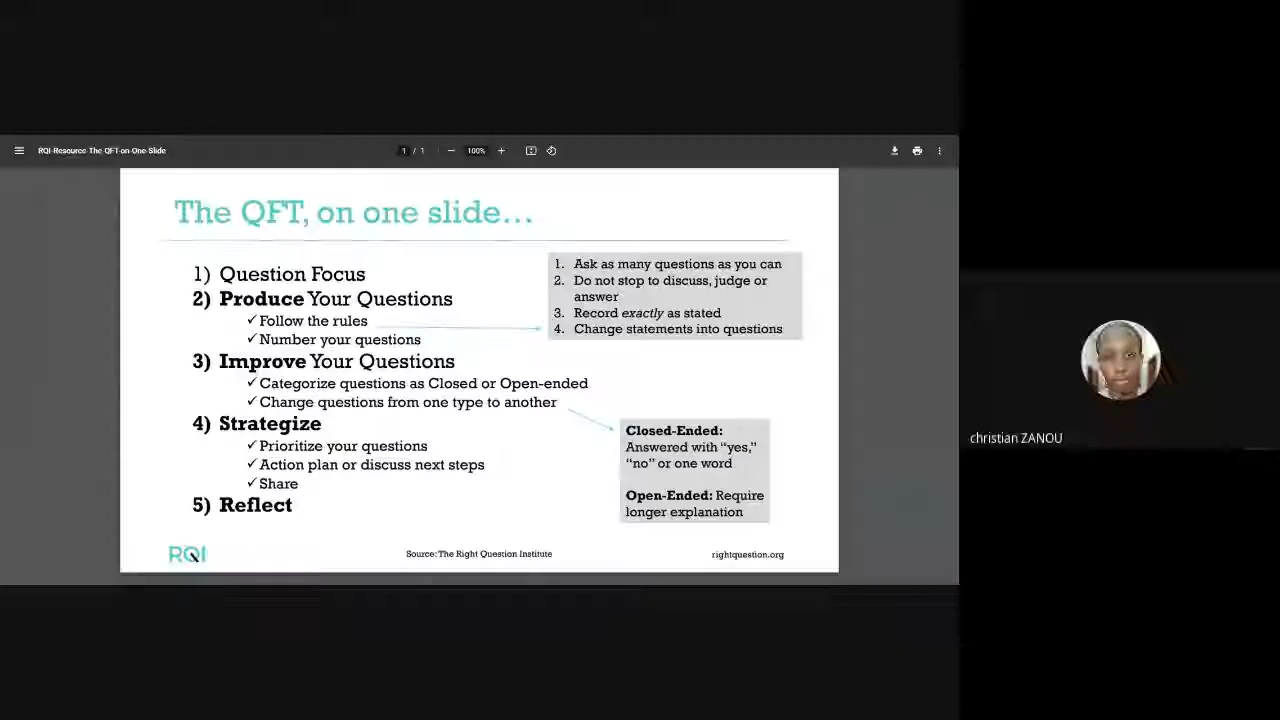 RQI-Resource-The-QFT-on-One-Slide
1 / 1
100%
The QFT, on one slide...
1) Question Focus
2) Produce Your Questions
✓Follow the rules
✓Number your questions
3) Improve Your Questions
✓Categorize questions as Closed or Open-ended
✓Change questions from one type to another
4) Strategize
✓Prioritize your questions
✓Action plan or discuss next steps
✓Share
5) Reflect
1. Ask as many questions as you can
2. Do not stop to discuss, judge or
answer
3. Record exactly as stated
4. Change statements into questions
Closed-Ended:
Answered with “yes,”
“no” or one word
Open-Ended: Require
longer explanation
RQI
Source: The Right Question Institute
rightquestion.org
christian ZANOU